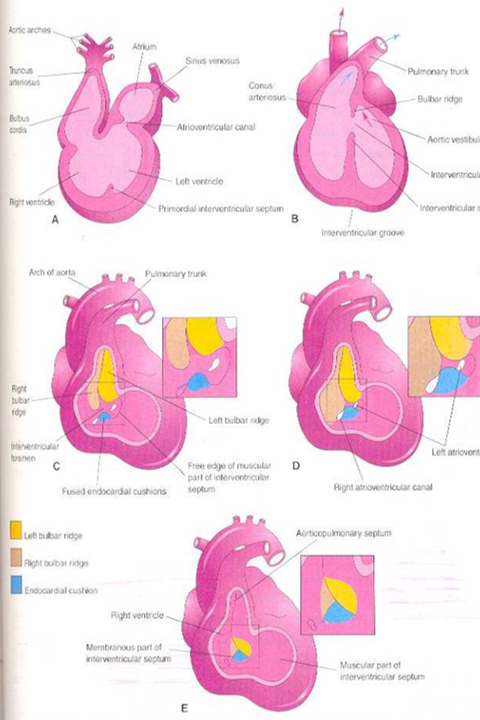 Aortic arches
Atrium
Sinus venosus
Truncus
arteriosus
Bulbus
cordis
Atrioventricular canal
Left ventricle
Right ventricle
Primordial interventricular septum
A
Conus
arteriosus
Pulmonary trunk
Bulbar ridge
Aortic vestibul
Interventricula
Interventricular
B
Interventricular groove
Arch of aorta
Pulmonary trunk
Right
bulbar
ridge
Left bulbar ridge
Interventricular
foramen
C
Free edge of muscular
part of interventricular
septum
Fused endocardial cushions
D
Left atriovent
Right atrioventricular canal
Left bulbar ridge
Right bulbar ridge
Endocardial cushion
Aorticopulmonary septum
Right ventricle
Membranous part of
interventricular septum
Muscular part of
interventricular septum
E